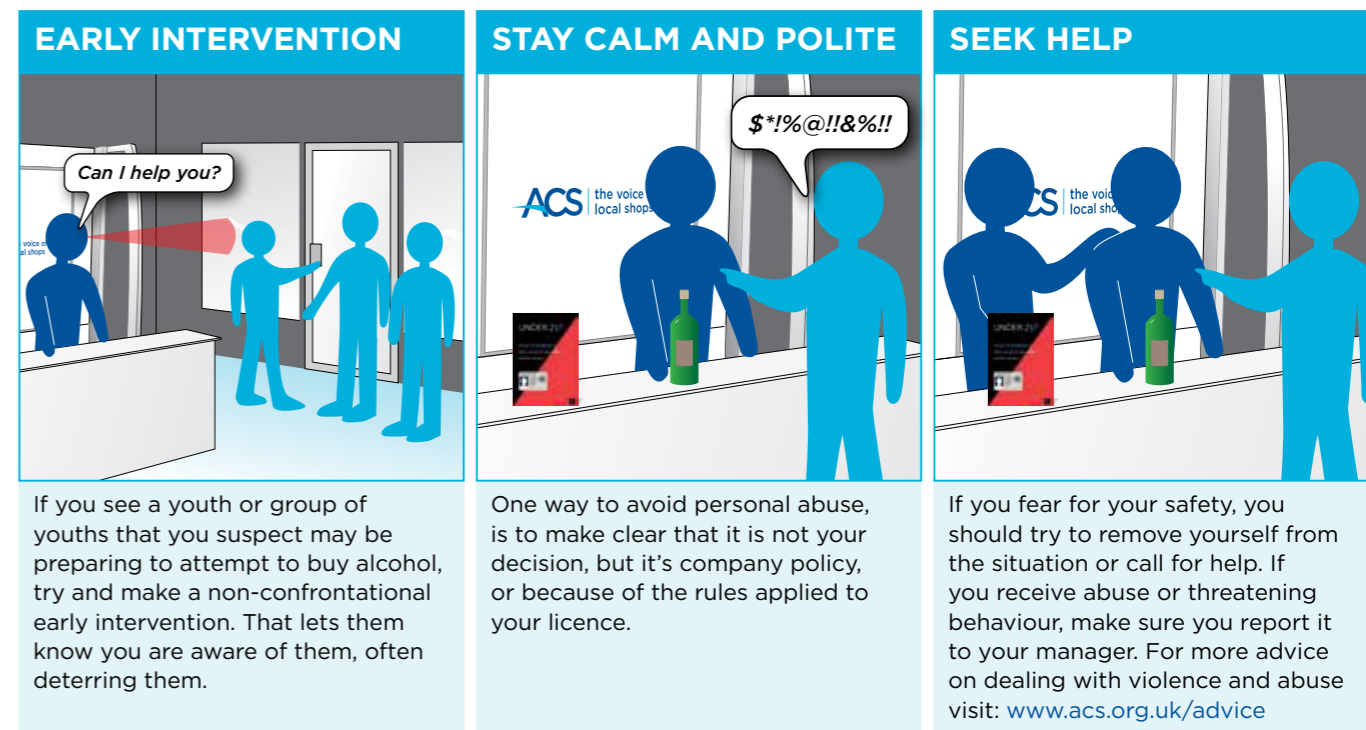 EARLY INTERVENTION
Can I help you?
voice of
al shops
If you see a youth or group of
youths that you suspect may be
preparing to attempt to buy alcohol,
try and make a non-confrontational
early intervention. That lets them
know you are aware of them, often
deterring them.
STAY CALM AND POLITE
$*!%@!!&%!!
ACS the voice
local shops
UNDER 21?
One way to avoid personal abuse,
is to make clear that it is not your
decision, but it’s company policy,
or because of the rules applied to
your licence.
SEEK HELP
CS the voic
local sho
UNDER 21?
If you fear for your safety, you
should try to remove yourself from
the situation or call for help. If
you receive abuse or threatening
behaviour, make sure you report it
to your manager. For more advice
on dealing with violence and abuse
visit: www.acs.org.uk/advice